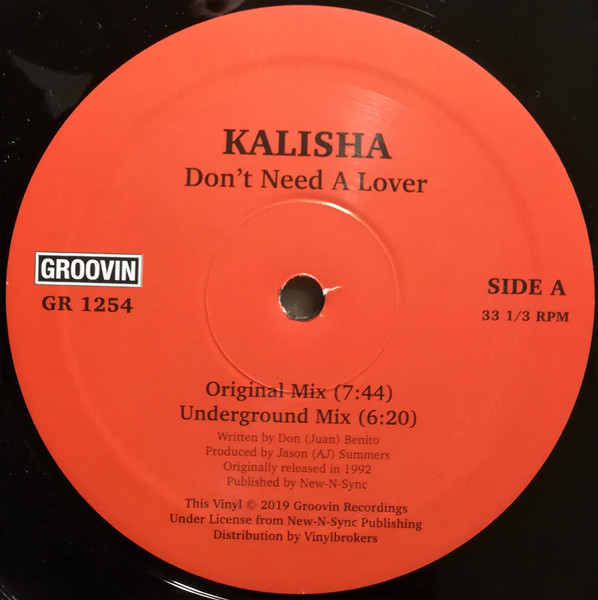 KALISHA
Don't Need A Lover
GROOVIN
GR 1254
SIDE A
33 1/3 RPM
Original Mix (7:44)
Underground Mix (6:20)
Written by Don (Juan) Benito
Produced by Jason (AJ) Summers
Originally released in 1992
Published by New-N-Sync
This Vinyl © 2019 Groovin Recordings
Under License from New-N-Sync Publishing
Distribution by Vinylbrokers